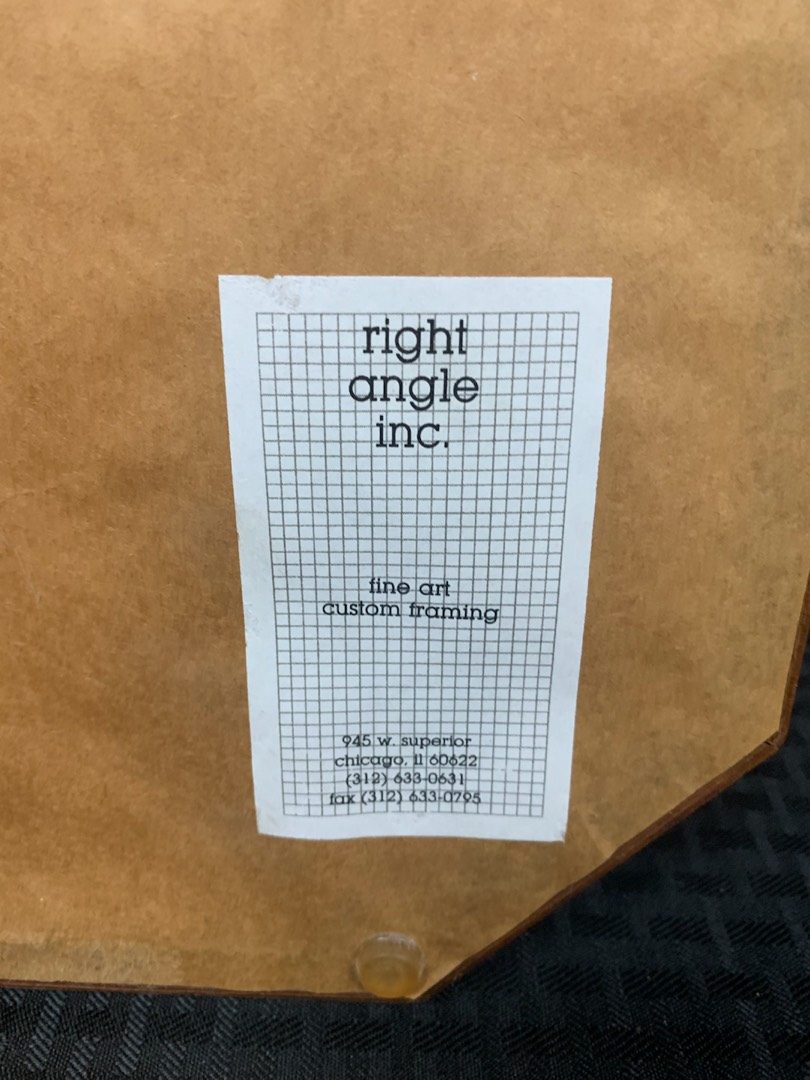 right
angle
inc.
fine art
custom framing
945 w. superior
chicago, il 60622
(312) 633-0631
fax (312) 633-0795